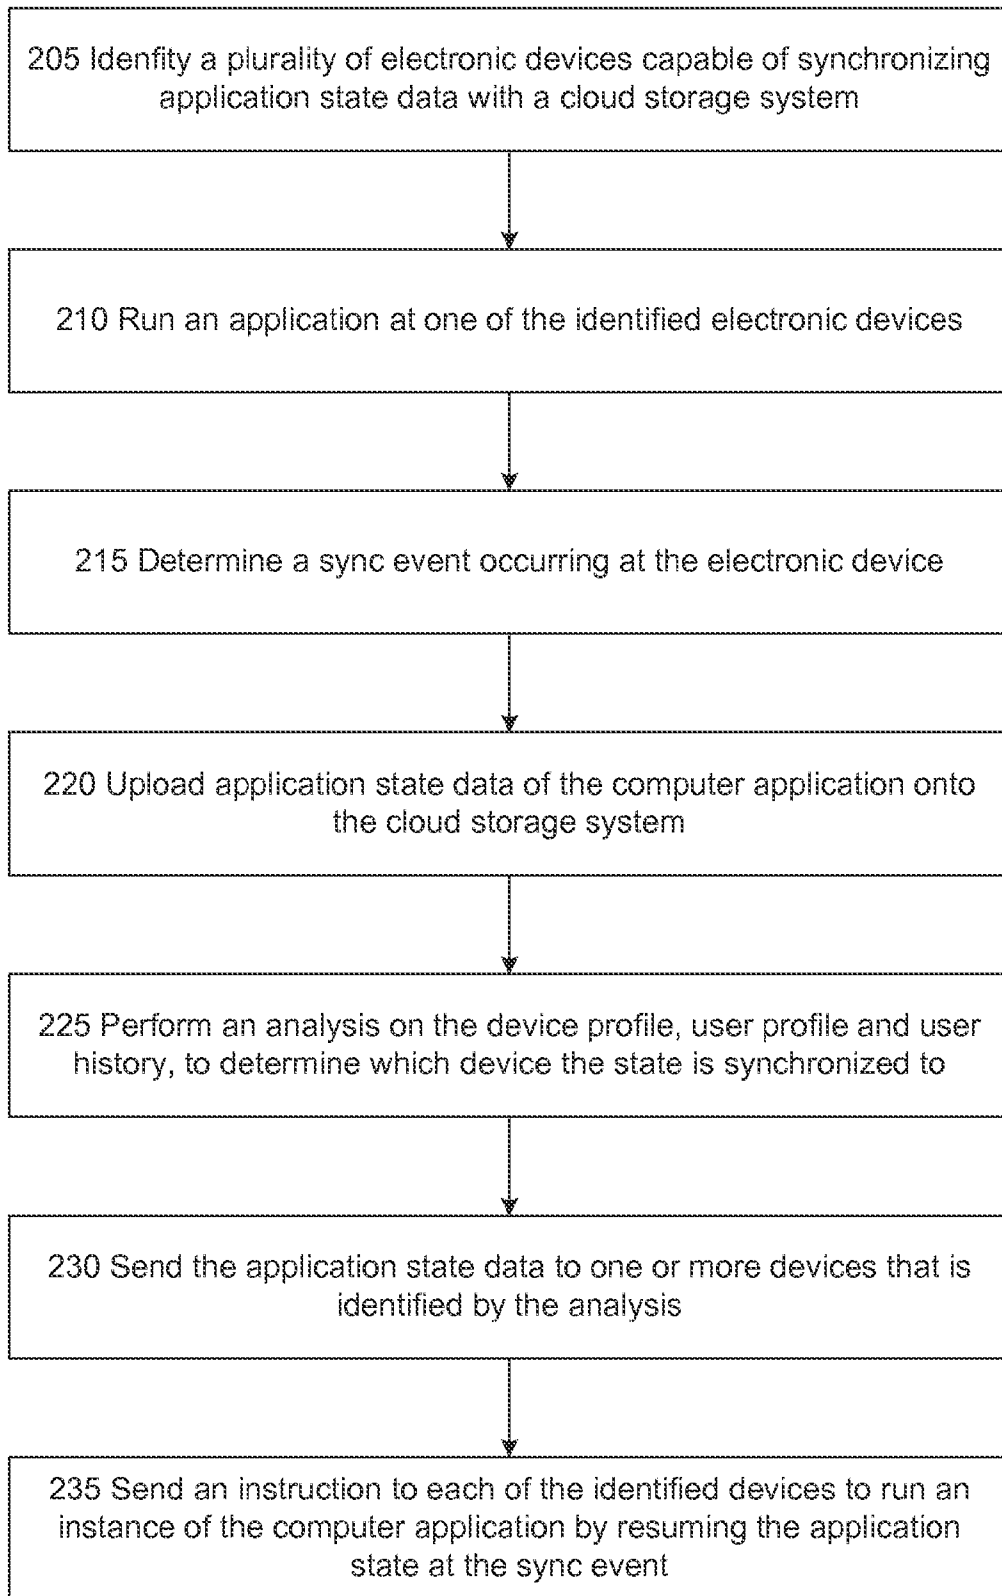 205 Idenfity a plurality of electronic devices capable of synchronizing
application state data with a cloud storage system
210 Run an application at one of the identified electronic devices
215 Determine a sync event occurring at the electronic device
220 Upload application state data of the computer application onto
the cloud storage system
225 Perform an analysis on the device profile, user profile and user
history, to determine which device the state is synchronized to
230 Send the application state data to one or more devices that is
identified by the analysis
235 Send an instruction to each of the identified devices to run an
instance of the computer application by resuming the application
state at the sync event